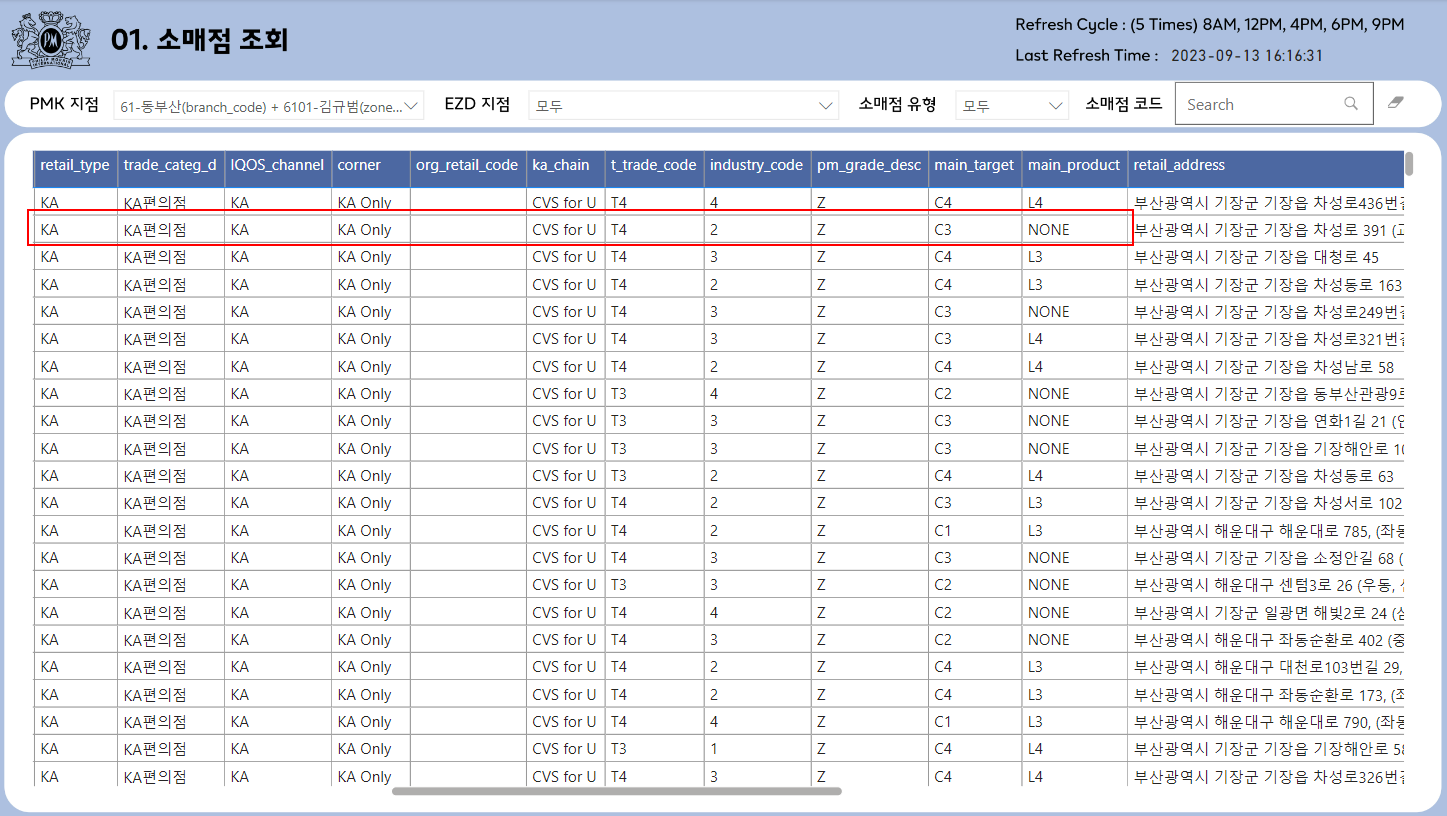 PM
PHILIP MORRIS
INTERNATIONAL
01. 소매점 조회
Refresh Cycle : (5 Times) 8AM, 12PM, 4PM, 6PM, 9PM
Last Refresh Time : 2023-09-13 16:16:31
PMK 지점 61-동부산(branch_code) + 6101-김규범(zone... EZD 지점 모두 소매점 유형 모두 소매점 코드 Search
retail_type trade_categ_d IQOS_channel corner org_retail_code ka_chain t_trade_code industry_code pm_grade_desc main_target main_product retail_address
KA KA편의점 KA KA Only CVS for U T4 4 Z C4 L4 부산광역시 기장군 기장읍 차성로436번길
KA KA편의점 KA KA Only CVS for U T4 2 Z C3 NONE 부산광역시 기장군 기장읍 차성로 391 (교
KA KA편의점 KA KA Only CVS for U T4 3 Z C4 L3 부산광역시 기장군 기장읍 대청로 45
KA KA편의점 KA KA Only CVS for U T4 2 Z C4 L3 부산광역시 기장군 기장읍 차성동로 163
KA KA편의점 KA KA Only CVS for U T4 3 Z C3 NONE 부산광역시 기장군 기장읍 차성로249번길
KA KA편의점 KA KA Only CVS for U T4 3 Z C3 L4 부산광역시 기장군 기장읍 차성로321번길
KA KA편의점 KA KA Only CVS for U T4 2 Z C4 L4 부산광역시 기장군 기장읍 차성남로 58
KA KA편의점 KA KA Only CVS for U T3 4 Z C2 NONE 부산광역시 기장군 기장읍 동부산관광9로
KA KA편의점 KA KA Only CVS for U T3 3 Z C3 NONE 부산광역시 기장군 기장읍 연화1길 21 (연
KA KA편의점 KA KA Only CVS for U T3 3 Z C3 NONE 부산광역시 기장군 기장읍 기장해안로 10
KA KA편의점 KA KA Only CVS for U T3 2 Z C4 L4 부산광역시 기장군 기장읍 차성동로 63
KA KA편의점 KA KA Only CVS for U T4 2 Z C3 L3 부산광역시 기장군 기장읍 차성서로 102
KA KA편의점 KA KA Only CVS for U T4 2 Z C1 L3 부산광역시 해운대구 해운대로 785, (좌동
KA KA편의점 KA KA Only CVS for U T4 3 Z C3 NONE 부산광역시 기장군 기장읍 소정안길 68 (
KA KA편의점 KA KA Only CVS for U T3 3 Z C2 NONE 부산광역시 해운대구 센텀3로 26 (우동,
KA KA편의점 KA KA Only CVS for U T4 4 Z C2 NONE 부산광역시 기장군 일광면 해빛2로 24 (삼
KA KA편의점 KA KA Only CVS for U T4 3 Z C2 NONE 부산광역시 해운대구 좌동순환로 402 (중
KA KA편의점 KA KA Only CVS for U T4 2 Z C4 L3 부산광역시 해운대구 대천로103번길 29,
KA KA편의점 KA KA Only CVS for U T4 2 Z C4 L3 부산광역시 해운대구 좌동순환로 173, (좌
KA KA편의점 KA KA Only CVS for U T4 4 Z C1 L3 부산광역시 해운대구 해운대로 790, (좌동
KA KA편의점 KA KA Only CVS for U T3 1 Z C4 L4 부산광역시 기장군 기장읍 기장해안로 58
KA KA편의점 KA KA Only CVS for U T4 3 Z C4 L4 부산광역시 기장군 기장읍 차성로326번길